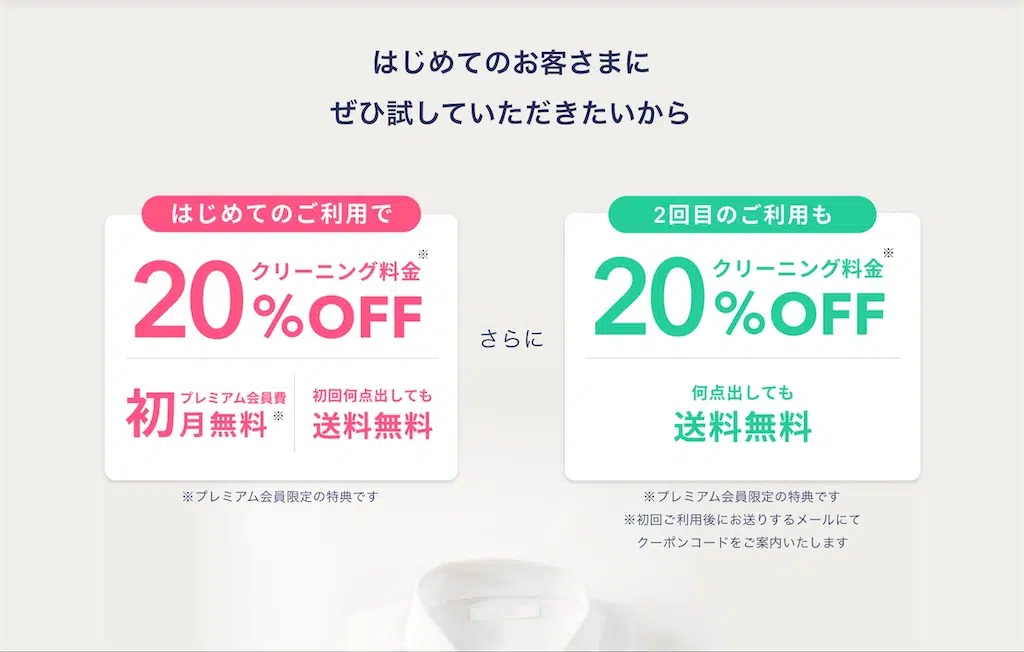 はじめてのお客さまに
ぜひ試していただきたいから
はじめてのご利用で
20%OFF クリーニング料金※
初月無料 プレミアム会員費※
初回何点出しても
送料無料
※プレミアム会員限定の特典です
さらに
2回目のご利用も
20%OFF クリーニング料金※
何点出しても
送料無料
※プレミアム会員限定の特典です
※初回ご利用後にお送りするメールにて
クーポンコードをご案内いたします